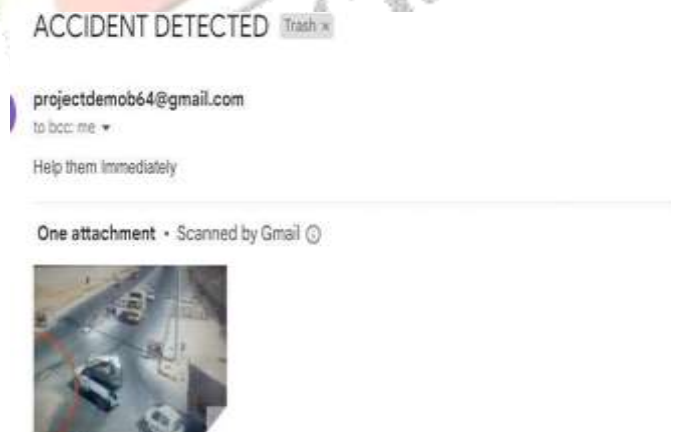 ACCIDENT DETECTED Trash x
projectdemob64@gmail.com
to bcc: me
Help them Immediately
One attachment • Scanned by Gmail